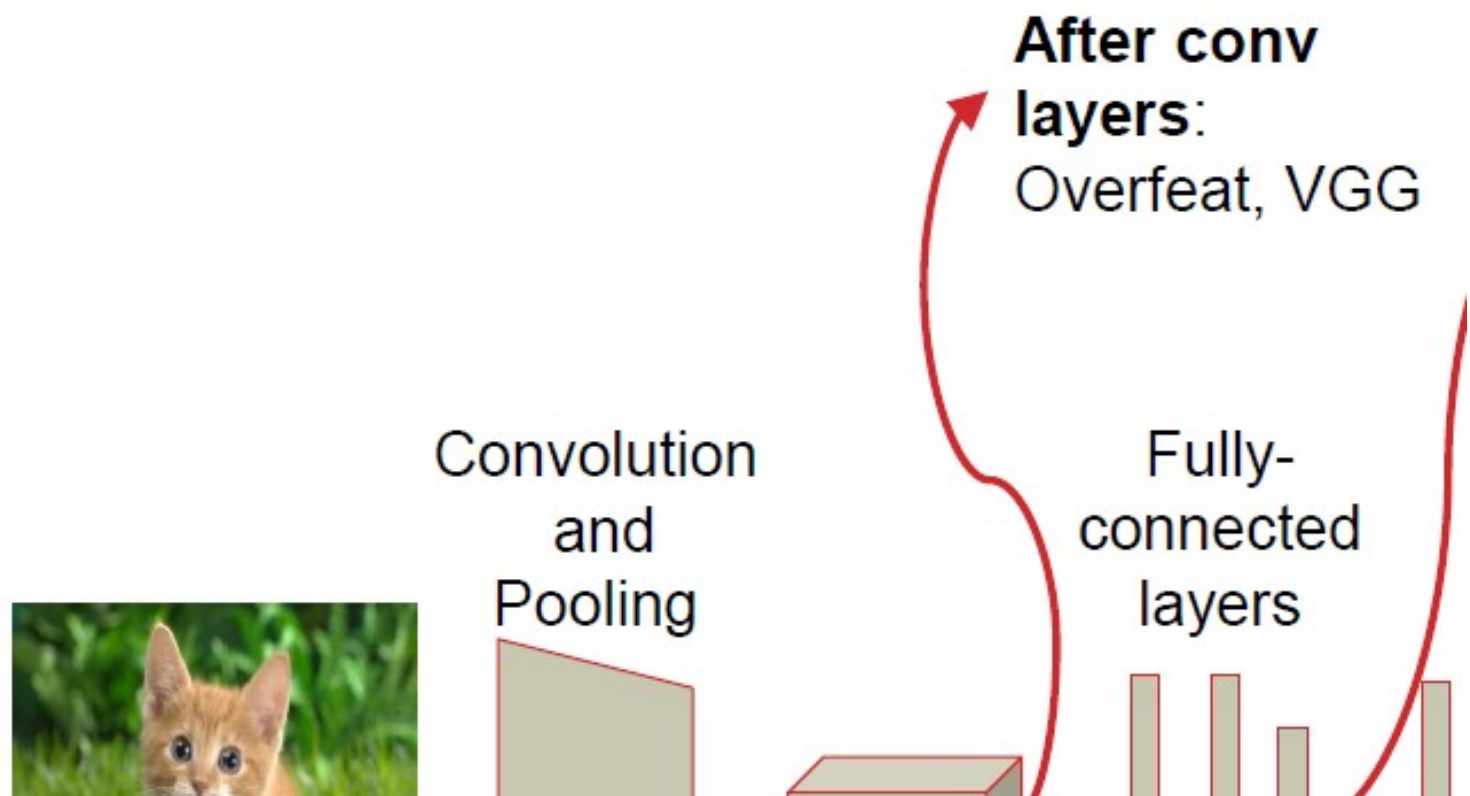 After conv
layers:
Overfeat, VGG
Convolution
and
Pooling
Fully-
connected
layers